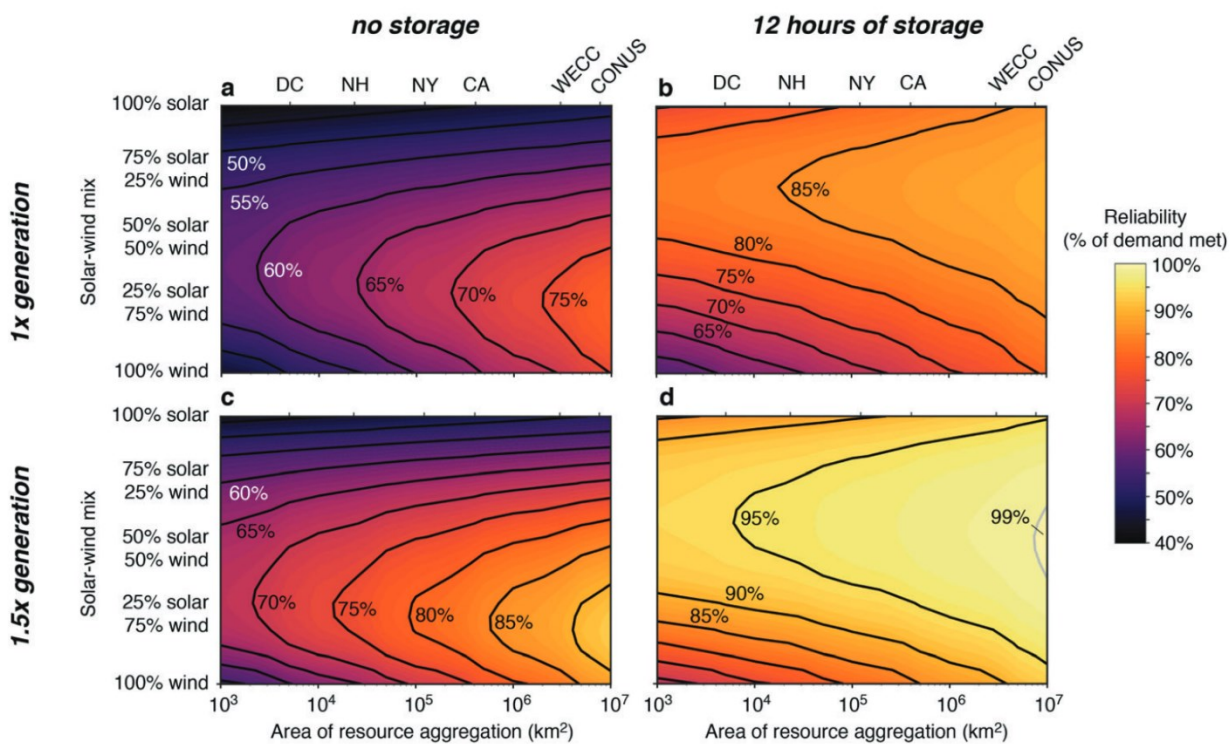 no storage
12 hours of storage
a
DC
NH
NY
CA
WECC
CONUS
b
DC
NH
NY
CA
WECC
CONUS
1x generation
Solar-wind mix
100% solar
75% solar
25% wind
50% solar
50% wind
25% solar
75% wind
100% wind
50%
55%
60%
65%
70%
75%
85%
80%
75%
70%
65%
Reliability
(% of demand met)
100%
90%
80%
70%
60%
50%
40%
c
d
1.5x generation
Solar-wind mix
100% solar
75% solar
25% wind
50% solar
50% wind
25% solar
75% wind
100% wind
60%
65%
70%
75%
80%
85%
95%
99%
90%
85%
10³
10⁴
10⁵
10⁶
10⁷
Area of resource aggregation (km²)
10³
10⁴
10⁵
10⁶
10⁷
Area of resource aggregation (km²)